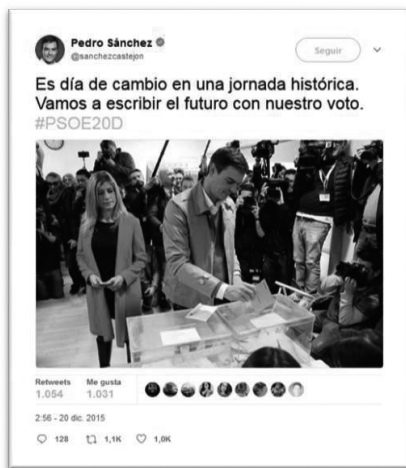 Pedro Sánchez
@sanchezcastejon
Seguir
Es día de cambio en una jornada histórica.
Vamos a escribir el futuro con nuestro voto.
#PSOE20D
Retweets Me gusta
1.054 1.031
2:56 - 20 dic. 2015
128 1,1K 1,0K